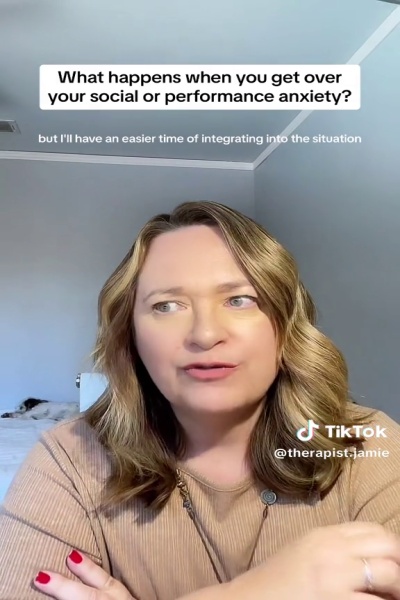 What happens when you get over
your social or performance anxiety?
but I'll have an easier time of integrating into the situation
TikTok
@therapist.jamie